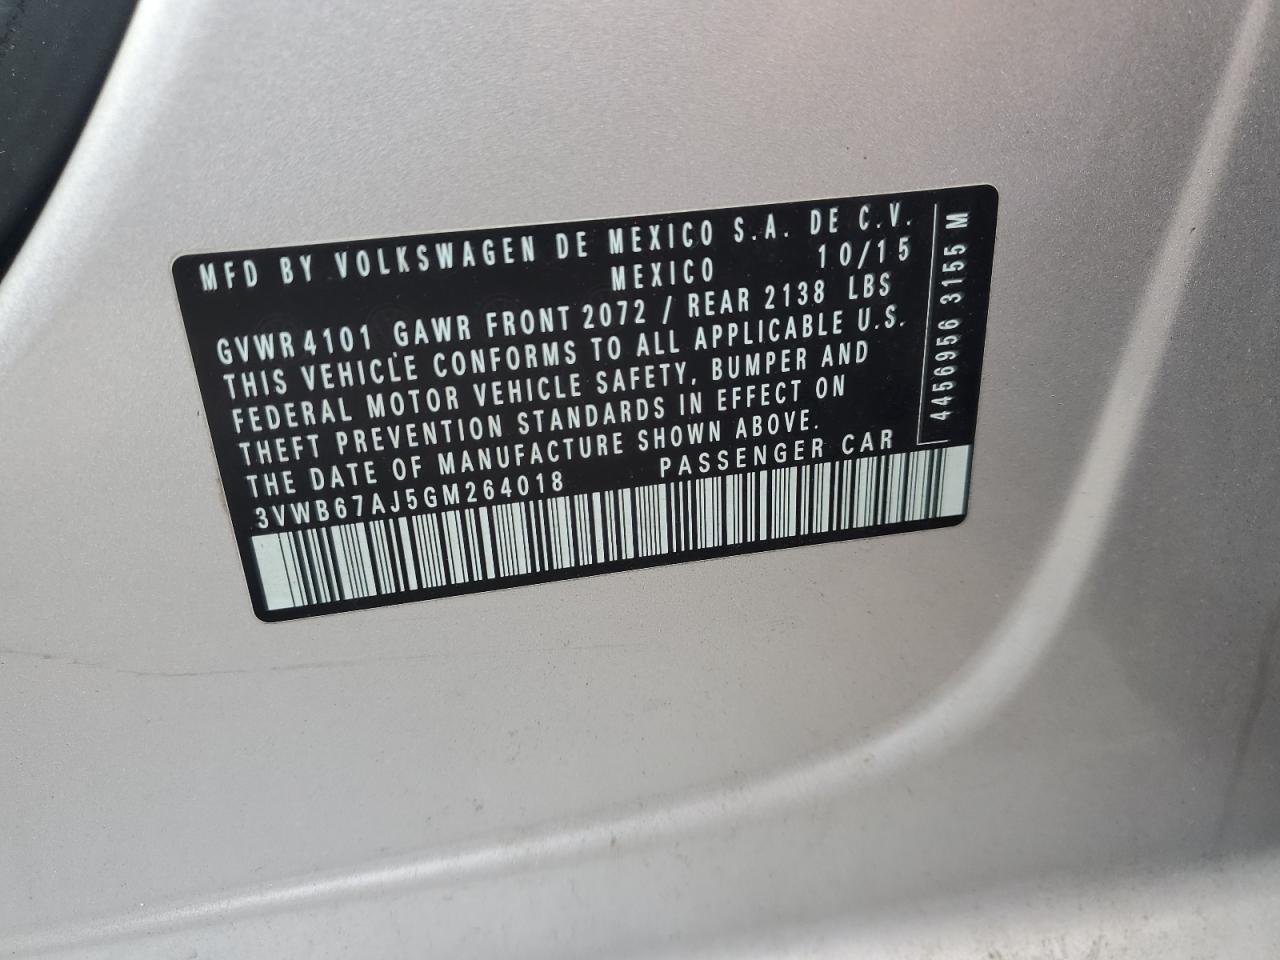 MFD BY VOLKSWAGEN DE MEXICO S.A. DE C.V.
MEXICO 10/15
GVWR 4101 GAWR FRONT 2072 / REAR 2138 LBS
THIS VEHICLE CONFORMS TO ALL APPLICABLE U.S.
FEDERAL MOTOR VEHICLE SAFETY, BUMPER AND
THEFT PREVENTION STANDARDS IN EFFECT ON
THE DATE OF MANUFACTURE SHOWN ABOVE.
3VWB67AJ5GM264018 PASSENGER CAR
4456956 3155 M